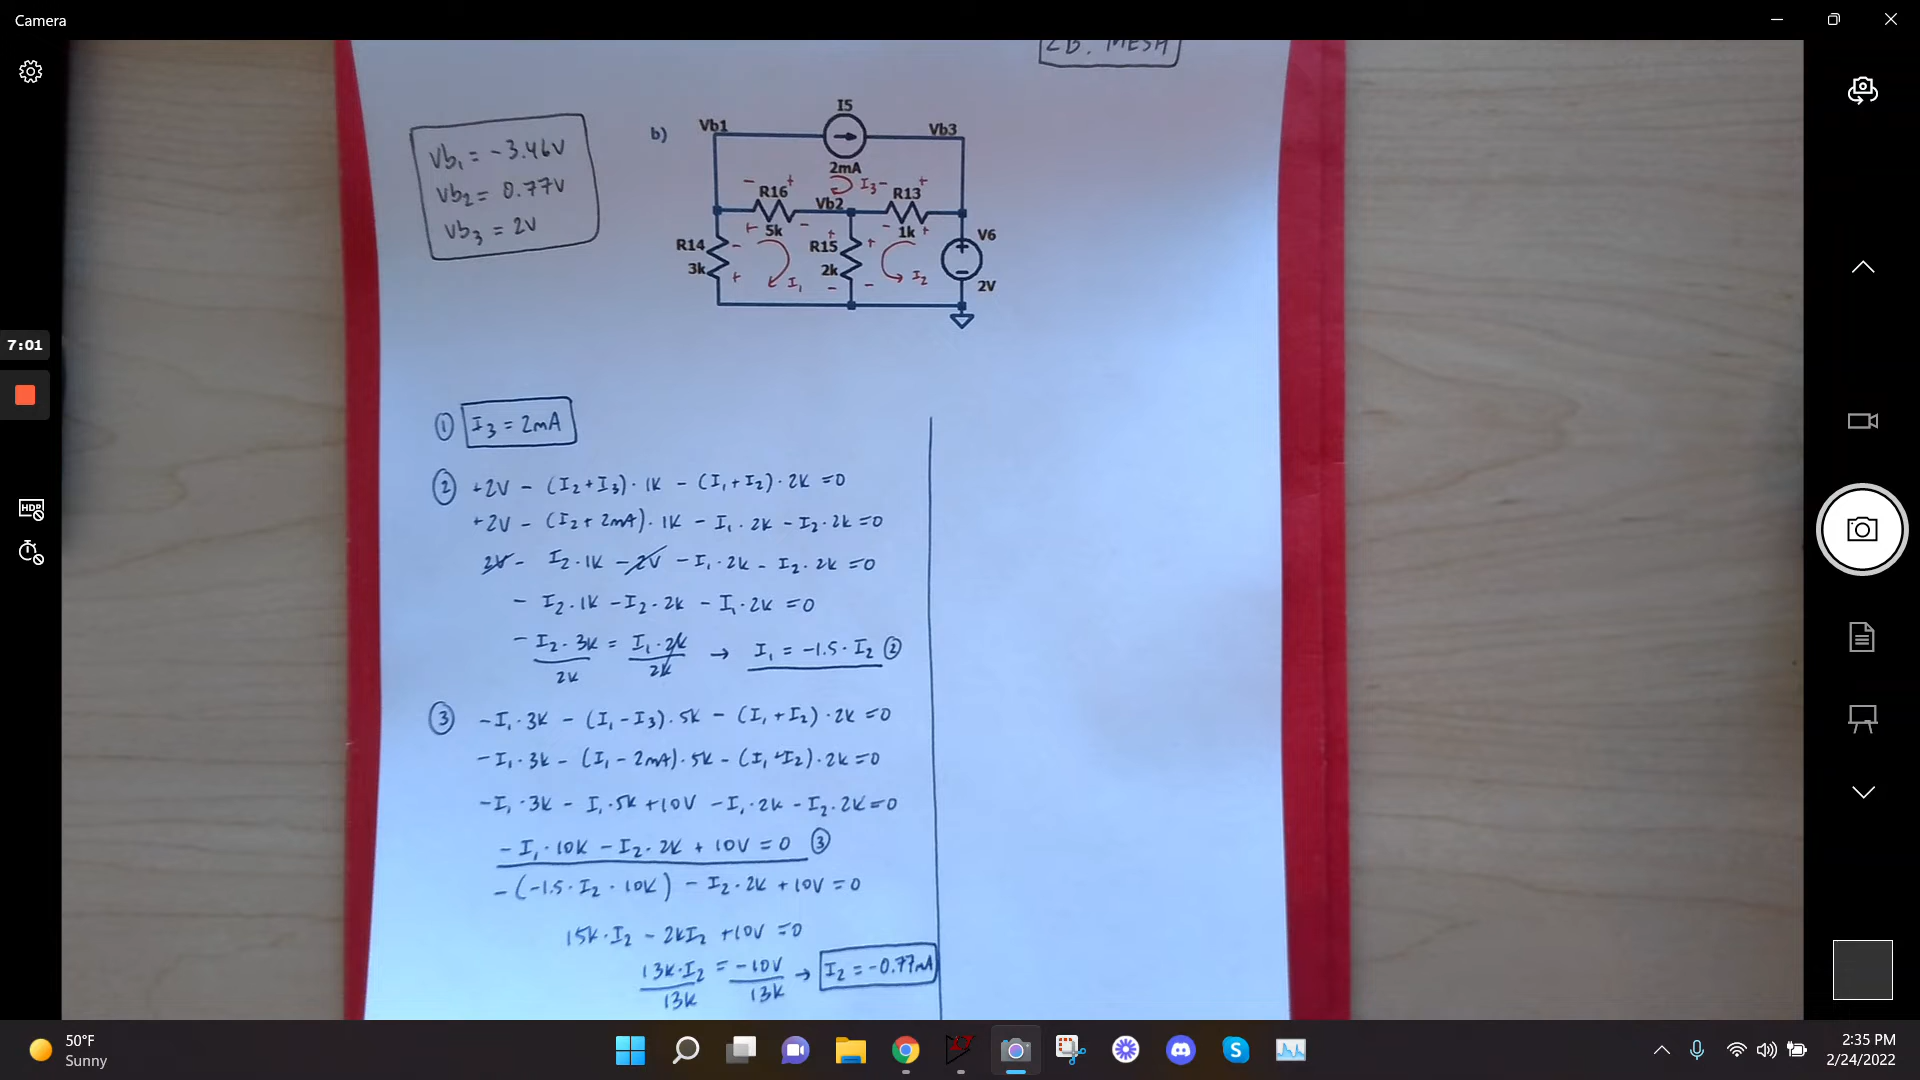 Camera
2B. MESH
Vb1 = -3.46V
Vb2 = 0.77V
Vb3 = 2V
b)
I5
Vb1
Vb3
2mA
I3
R16
Vb2
R13
5k
1k
R14
3k
R15
2k
V6
2V
I1
I2
7:01
① I3 = 2mA
② +2V - (I2+I3)·1K - (I1+I2)·2K = 0
+2V - (I2+2mA)·1K - I1·2K - I2·2K = 0
2V - I2·1K - 2V - I1·2K - I2·2K = 0
- I2·1K - I2·2K - I1·2K = 0
- I2·3K / 2K = I1·2K / 2K → I1 = -1.5·I2 ②
③ -I1·3K - (I1-I3)·5K - (I1+I2)·2K = 0
-I1·3K - (I1-2mA)·5K - (I1+I2)·2K = 0
-I1·3K - I1·5K + 10V - I1·2K - I2·2K = 0
- I1·10K - I2·2K + 10V = 0 ③
-(-1.5·I2·10K) - I2·2K + 10V = 0
15K·I2 - 2KI2 + 10V = 0
13K·I2 / 13K = -10V / 13K → I2 = -0.77mA
HDR
50°F
Sunny
2:35 PM
2/24/2022